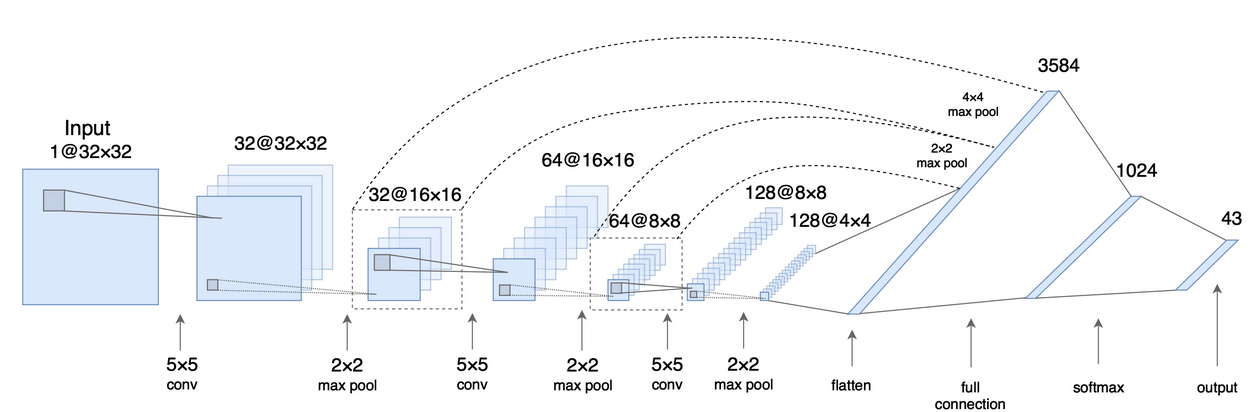 3584
4×4
max pool
Input
1@32×32
32@32×32
2×2
max pool
64@16×16
1024
32@16×16
128@8×8
64@8×8
128@4×4
43
5×5
conv
2×2
max pool
5×5
conv
2×2
max pool
5×5
conv
2×2
max pool
flatten
full
connection
softmax
output